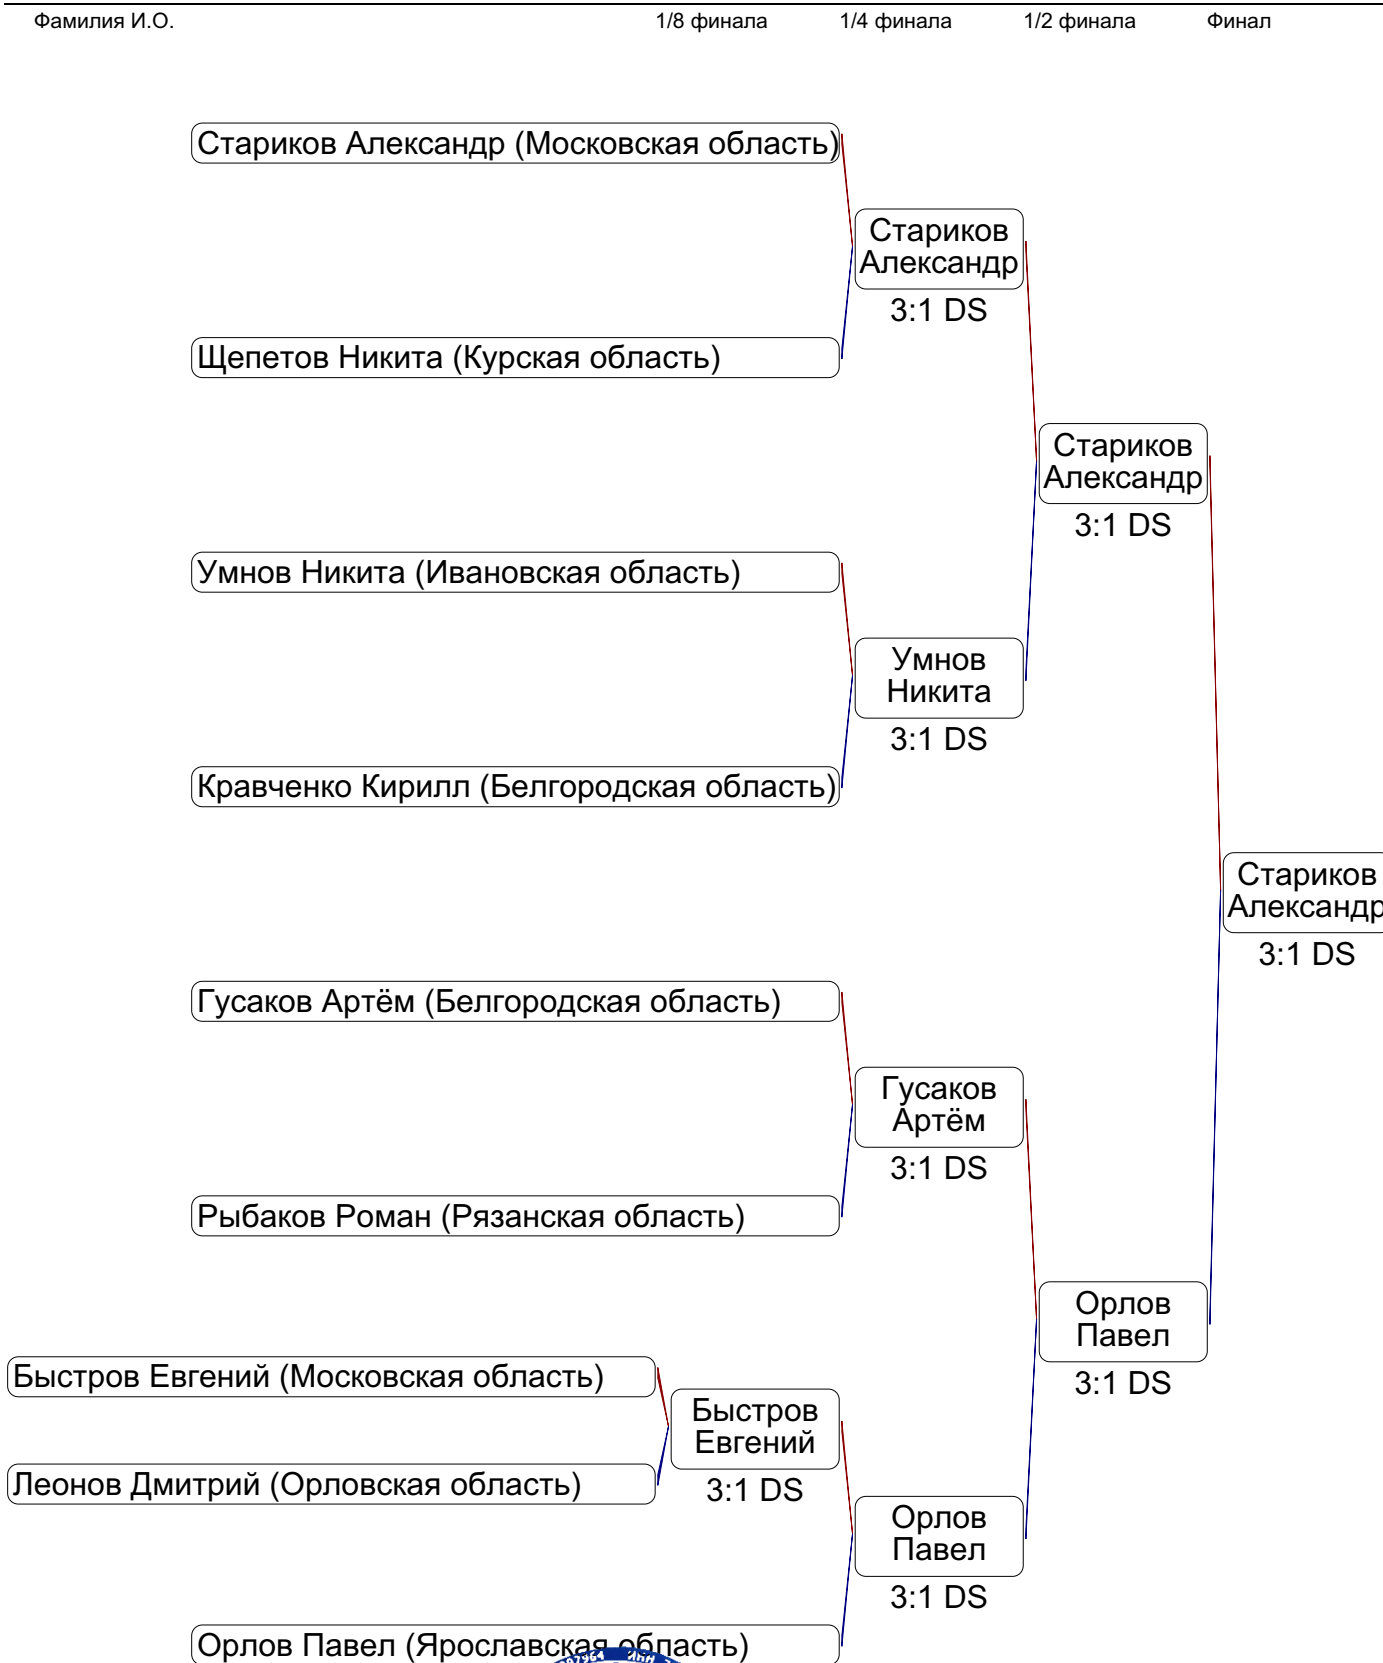 Фамилия И.О. 1/8 финала 1/4 финала 1/2 финала Финал
Стариков Александр (Московская область)
Стариков
Александр
3:1 DS
Щепетов Никита (Курская область)
Стариков
Александр
3:1 DS
Умнов Никита (Ивановская область)
Умнов
Никита
3:1 DS
Кравченко Кирилл (Белгородская область)
Стариков
Александр
3:1 DS
Гусаков Артём (Белгородская область)
Гусаков
Артём
3:1 DS
Рыбаков Роман (Рязанская область)
Орлов
Павел
3:1 DS
Быстров Евгений (Московская область)
Быстров
Евгений
3:1 DS
Леонов Дмитрий (Орловская область)
Орлов
Павел
3:1 DS
Орлов Павел (Ярославская область)